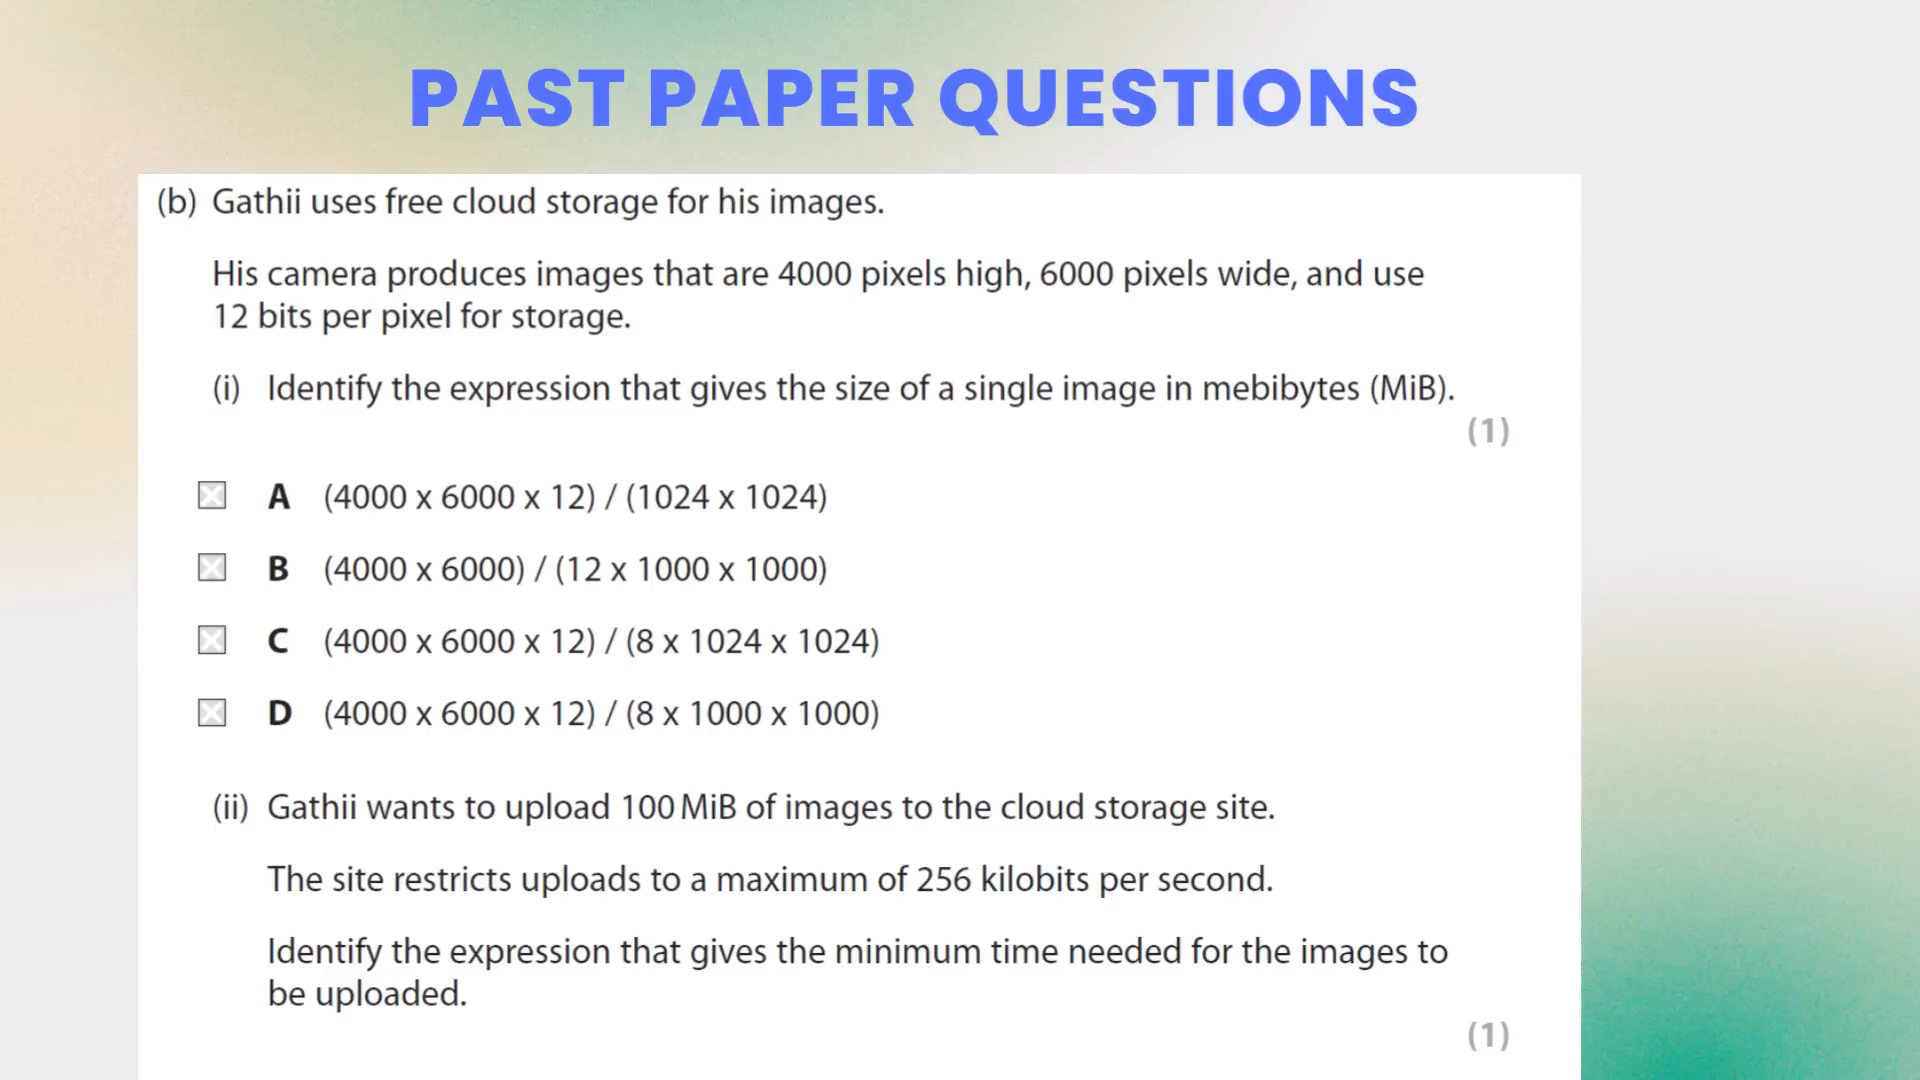 PAST PAPER QUESTIONS
(b) Gathii uses free cloud storage for his images.
His camera produces images that are 4000 pixels high, 6000 pixels wide, and use
12 bits per pixel for storage.
(i) Identify the expression that gives the size of a single image in mebibytes (MiB).
(1)
A (4000 x 6000 x 12) / (1024 x 1024)
B (4000 x 6000) / (12 x 1000 x 1000)
C (4000 x 6000 x 12) / (8 x 1024 x 1024)
D (4000 x 6000 x 12) / (8 x 1000 x 1000)
(ii) Gathii wants to upload 100 MiB of images to the cloud storage site.
The site restricts uploads to a maximum of 256 kilobits per second.
Identify the expression that gives the minimum time needed for the images to
be uploaded.
(1)